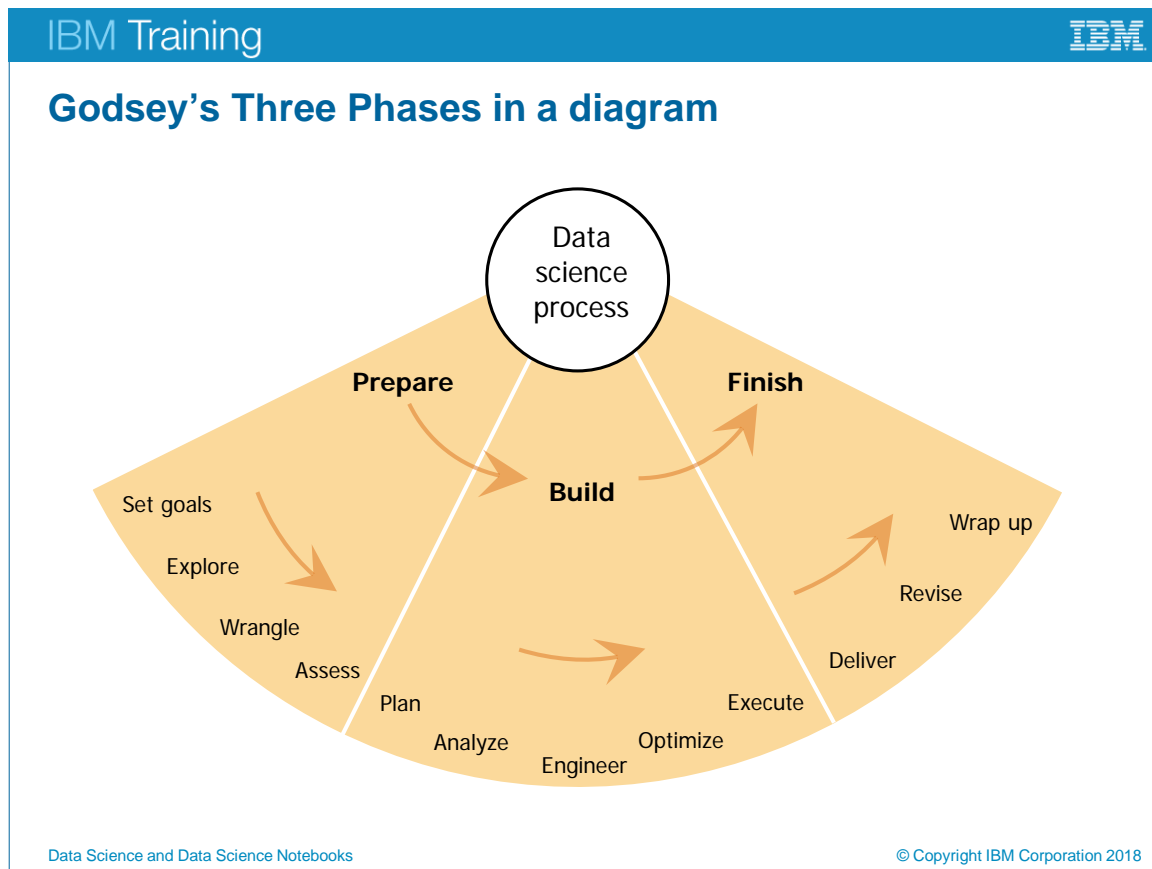 IBM Training
IBM
Godsey's Three Phases in a diagram
Data
science
process
Prepare
Finish
Build
Set goals
Explore
Wrangle
Assess
Plan
Analyze
Engineer
Optimize
Execute
Deliver
Revise
Wrap up
Data Science and Data Science Notebooks
© Copyright IBM Corporation 2018